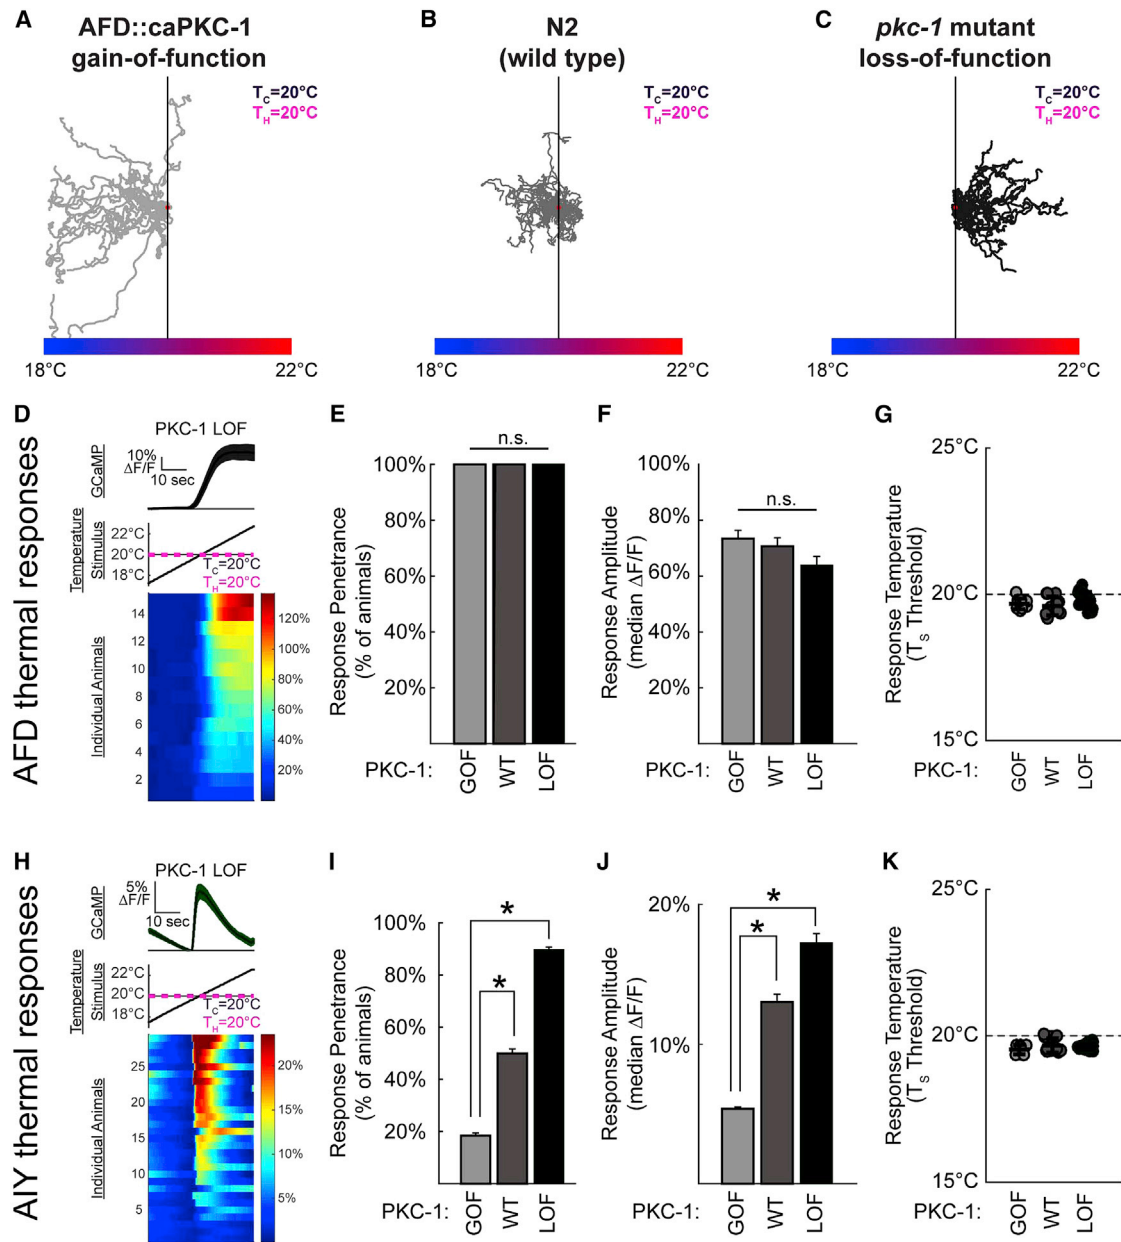 A
AFD::caPKC-1
gain-of-function
TC=20°C
TH=20°C
18°C
22°C
B
N2
(wild type)
TC=20°C
TH=20°C
18°C
22°C
C
pkc-1 mutant
loss-of-function
TC=20°C
TH=20°C
18°C
22°C
AFD thermal responses
D
PKC-1 LOF
GCaMP
10%
ΔF/F
10 sec
Temperature
Stimulus
22°C
20°C
18°C
TC=20°C
TH=20°C
Individual Animals
14
12
10
8
6
4
2
120%
100%
80%
60%
40%
20%
E
Response Penetrance
(% of animals)
100%
80%
60%
40%
20%
n.s.
PKC-1:
GOF
WT
LOF
F
Response Amplitude
(median ΔF/F)
100%
80%
60%
40%
20%
n.s.
PKC-1:
GOF
WT
LOF
G
Response Temperature
(TS Threshold)
25°C
20°C
15°C
PKC-1:
GOF
WT
LOF
AIY thermal responses
H
PKC-1 LOF
GCaMP
5%
ΔF/F
10 sec
Temperature
Stimulus
22°C
20°C
18°C
TC=20°C
TH=20°C
Individual Animals
25
20
15
10
5
20%
15%
10%
5%
I
Response Penetrance
(% of animals)
100%
80%
60%
40%
20%
*
*
PKC-1:
GOF
WT
LOF
J
Response Amplitude
(median ΔF/F)
20%
10%
*
*
PKC-1:
GOF
WT
LOF
K
Response Temperature
(TS Threshold)
25°C
20°C
15°C
PKC-1:
GOF
WT
LOF